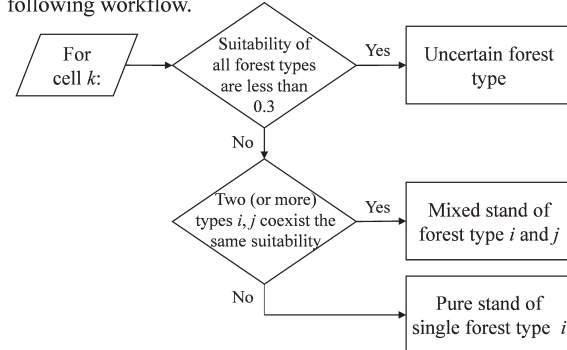 following workflow.
For
cell k:
Suitability of
all forest types
are less than
0.3
Yes
Uncertain forest
type
No
Two (or more)
types i, j coexist the
same suitability
Yes
Mixed stand of
forest type i and j
No
Pure stand of
single forest type i